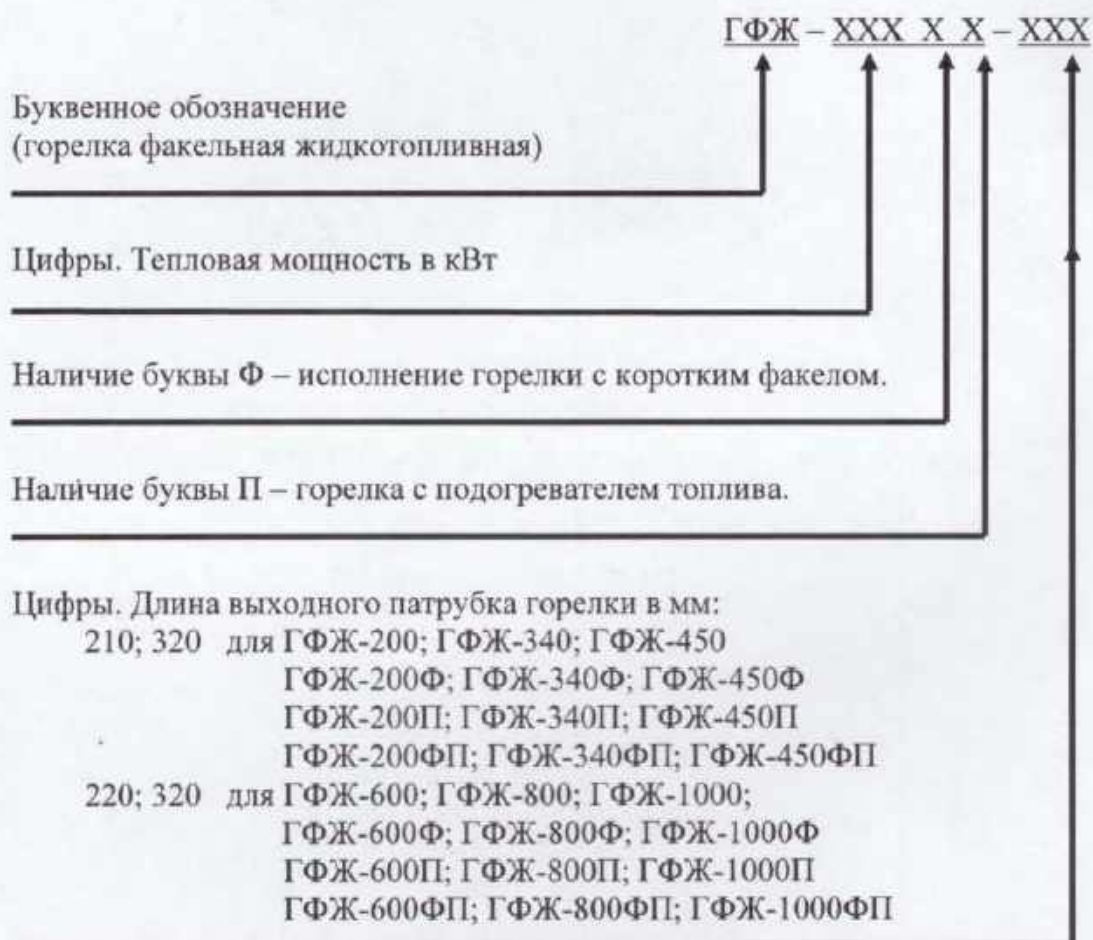 ГФЖ – ХХХ Х Х – ХХХ
Буквенное обозначение
(горелка факельная жидкотопливная)
Цифры. Тепловая мощность в кВт
Наличие буквы Ф – исполнение горелки с коротким факелом.
Наличие буквы П – горелка с подогревателем топлива.
Цифры. Длина выходного патрубка горелки в мм:
210; 320 для ГФЖ-200; ГФЖ-340; ГФЖ-450
ГФЖ-200Ф; ГФЖ-340Ф; ГФЖ-450Ф
ГФЖ-200П; ГФЖ-340П; ГФЖ-450П
ГФЖ-200ФП; ГФЖ-340ФП; ГФЖ-450ФП
220; 320 для ГФЖ-600; ГФЖ-800; ГФЖ-1000;
ГФЖ-600Ф; ГФЖ-800Ф; ГФЖ-1000Ф
ГФЖ-600П; ГФЖ-800П; ГФЖ-1000П
ГФЖ-600ФП; ГФЖ-800ФП; ГФЖ-1000ФП